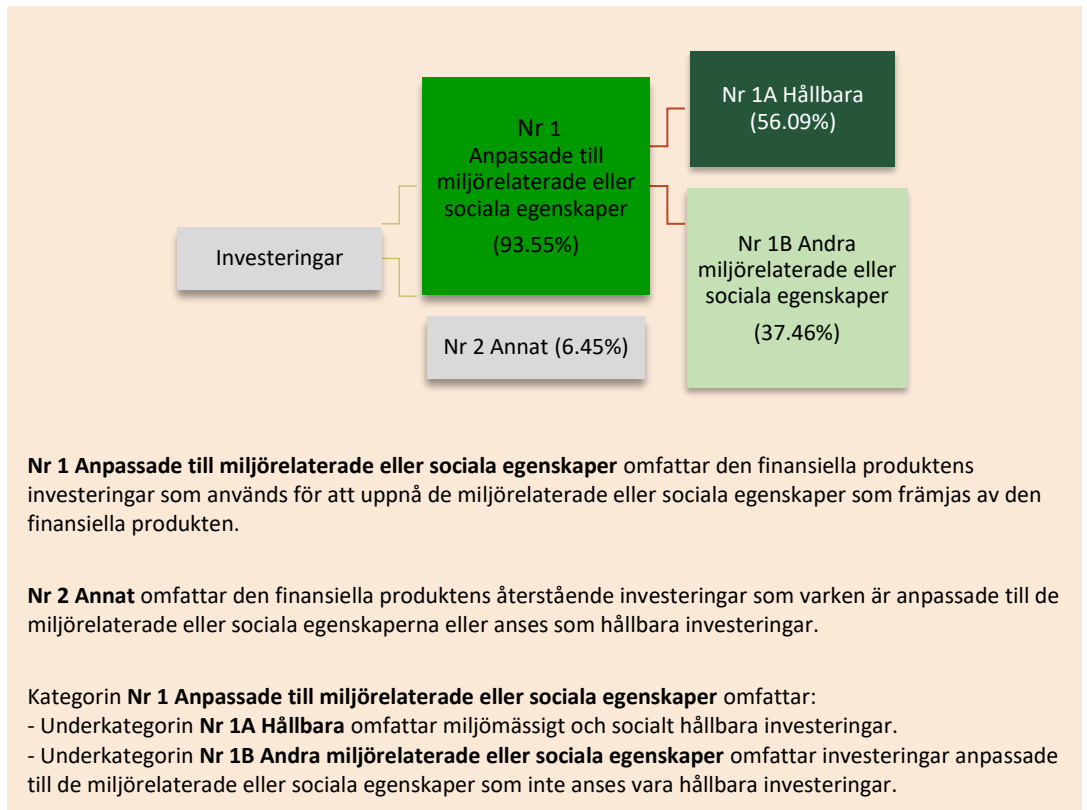 Investeringar
Nr 1
Anpassade till
miljörelaterade eller
sociala egenskaper
(93.55%)
Nr 2 Annat (6.45%)
Nr 1A Hållbara
(56.09%)
Nr 1B Andra
miljörelaterade eller
sociala egenskaper
(37.46%)
Nr 1 Anpassade till miljörelaterade eller sociala egenskaper omfattar den finansiella produktens
investeringar som används för att uppnå de miljörelaterade eller sociala egenskaper som främjas av den
finansiella produkten.
Nr 2 Annat omfattar den finansiella produktens återstående investeringar som varken är anpassade till de
miljörelaterade eller sociala egenskaperna eller anses som hållbara investeringar.
Kategorin Nr 1 Anpassade till miljörelaterade eller sociala egenskaper omfattar:
- Underkategorin Nr 1A Hållbara omfattar miljömässigt och socialt hållbara investeringar.
- Underkategorin Nr 1B Andra miljörelaterade eller sociala egenskaper omfattar investeringar anpassade
till de miljörelaterade eller sociala egenskaper som inte anses vara hållbara investeringar.